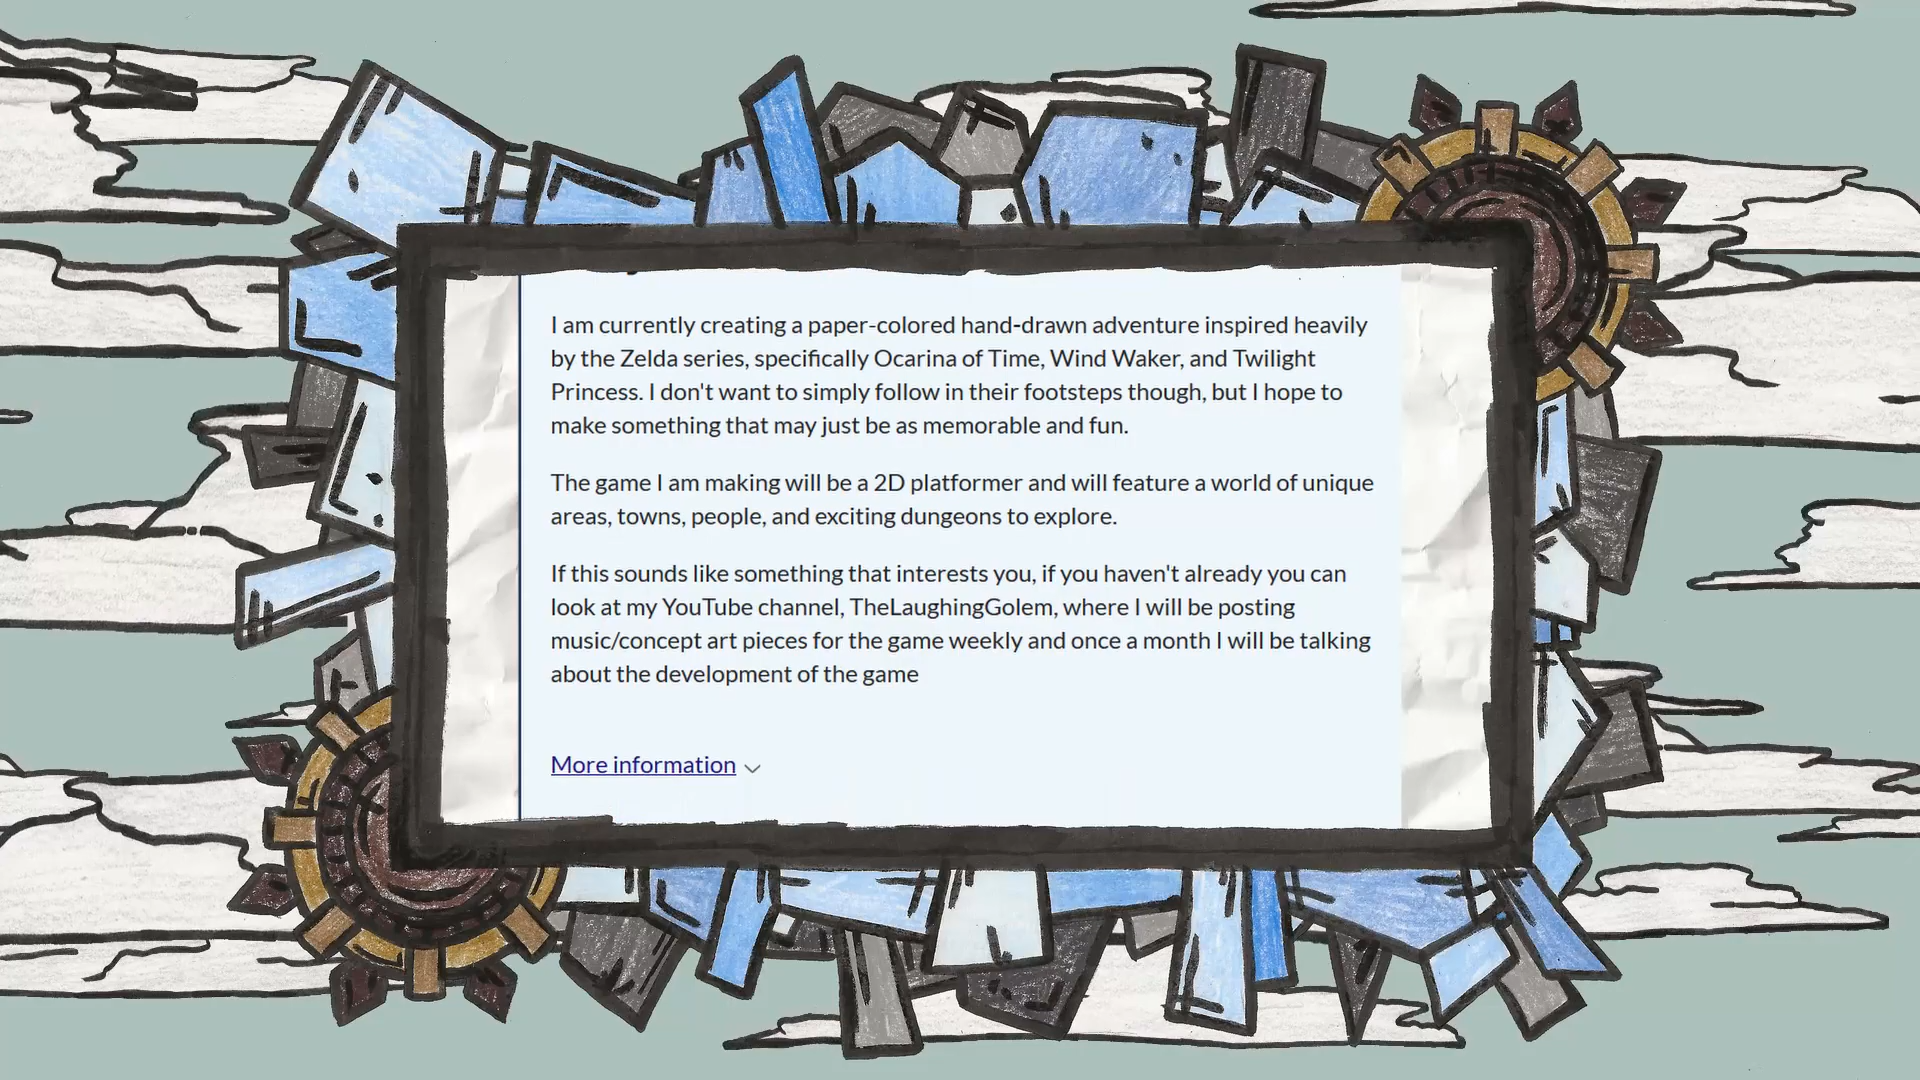 I am currently creating a paper-colored hand-drawn adventure inspired heavily
by the Zelda series, specifically Ocarina of Time, Wind Waker, and Twilight
Princess. I don't want to simply follow in their footsteps though, but I hope to
make something that may just be as memorable and fun.
The game I am making will be a 2D platformer and will feature a world of unique
areas, towns, people, and exciting dungeons to explore.
If this sounds like something that interests you, if you haven't already you can
look at my YouTube channel, TheLaughingGolem, where I will be posting
music/concept art pieces for the game weekly and once a month I will be talking
about the development of the game
More information